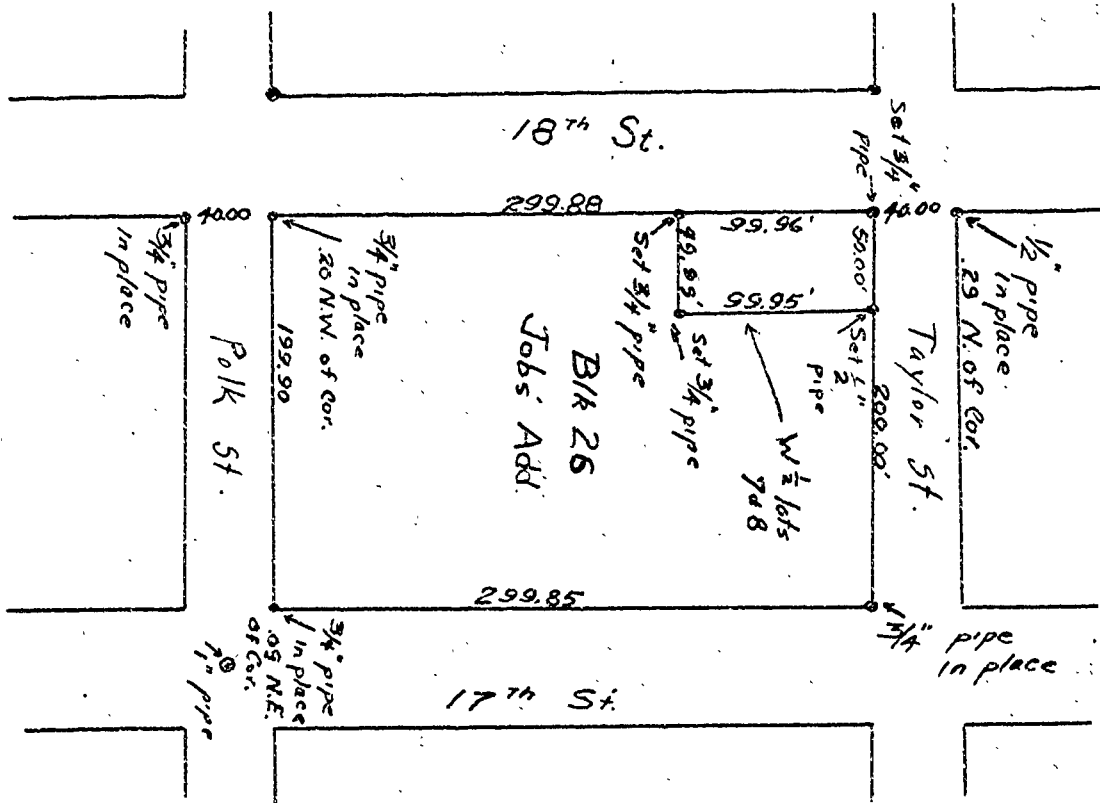 18th St.
Set 3/4"
pipe
40.00
299.88
99.96'
40.00
3/4" pipe
in place
3/4" pipe
in place
.20 N.W. of Cor.
Set 3/4" pipe
49.99'
50.00'
99.95'
Set 3/4" pipe
Set 1/2"
pipe
1/2" pipe
in place
.29 N. of Cor.
Taylor St.
199.90
Polk St.
Blk 26
Jobs' Add.
W 1/2 lots
7 & 8
200.00'
299.85
3/4" pipe
in place
.09 N.E.
of Cor.
1" pipe
pipe
in place
17th St.